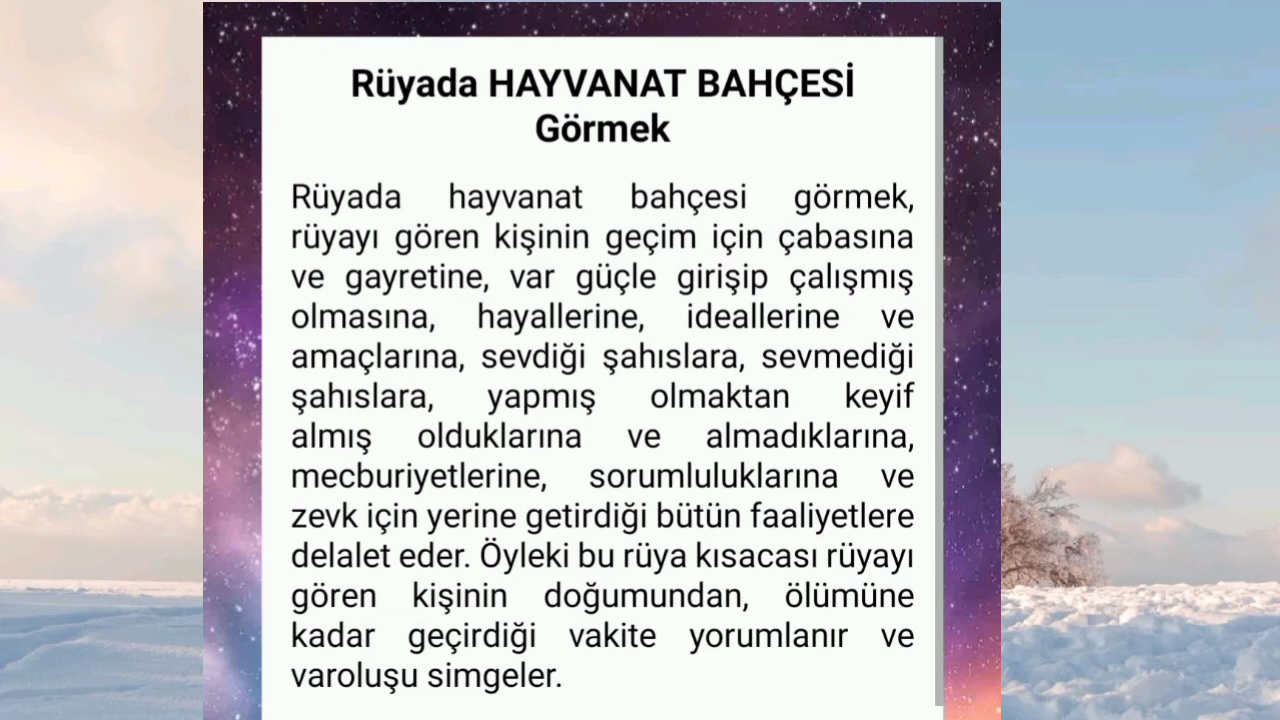 Rüyada HAYVANAT BAHÇESİ
Görmek
Rüyada hayvanat bahçesi görmek,
rüyayı gören kişinin geçim için çabasına
ve gayretine, var güçle girişip çalışmış
olmasına, hayallerine, ideallerine ve
amaçlarına, sevdiği şahıslara, sevmediği
şahıslara, yapmış olmaktan keyif
almış olduklarına ve almadıklarına,
mecburiyetlerine, sorumluluklarına ve
zevk için yerine getirdiği bütün faaliyetlere
delalet eder. Öyleki bu rüya kısacası rüyayı
gören kişinin doğumundan, ölümüne
kadar geçirdiği vakite yorumlanır ve
varoluşu simgeler.